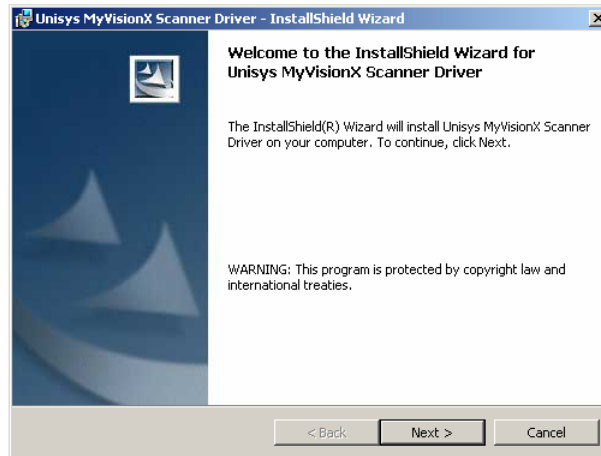 Unisys MyVisionX Scanner Driver - InstallShield Wizard
Welcome to the InstallShield Wizard for
Unisys MyVisionX Scanner Driver
The InstallShield(R) Wizard will install Unisys MyVisionX Scanner
Driver on your computer. To continue, click Next.
WARNING: This program is protected by copyright law and
international treaties.
< Back Next > Cancel